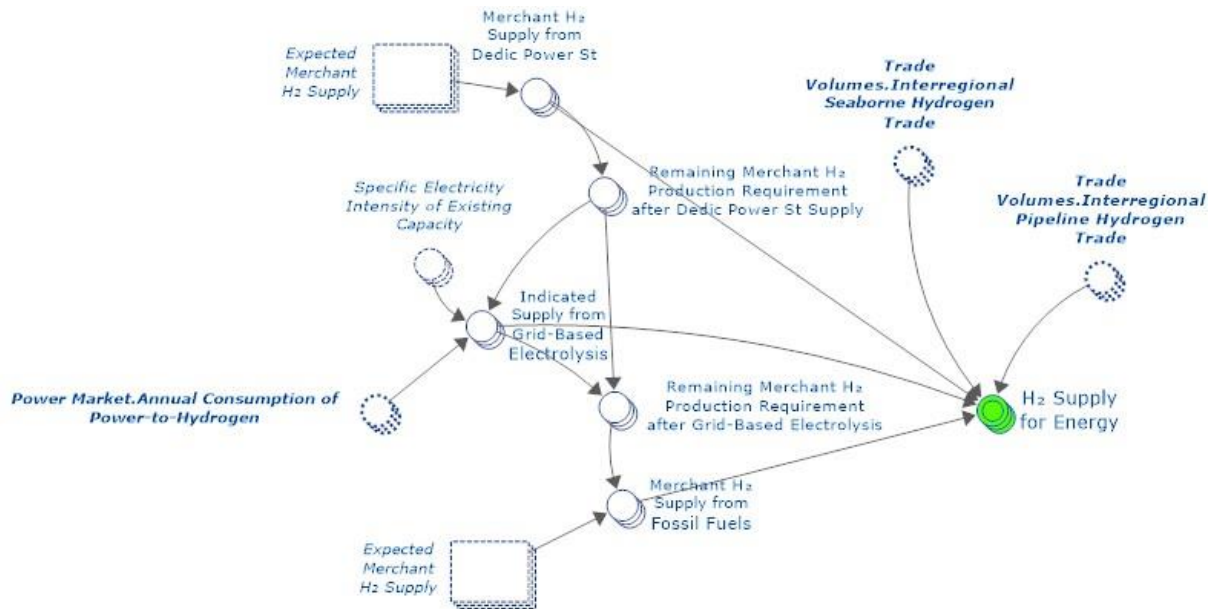 Merchant H₂
Supply from
Dedic Power St
Expected
Merchant
H₂ Supply
Trade
Volumes.Interregional
Seaborne Hydrogen
Trade
Remaining Merchant H₂
Production Requirement
after Dedic Power St Supply
Specific Electricity
Intensity of Existing
Capacity
Trade
Volumes.Interregional
Pipeline Hydrogen
Trade
Indicated
Supply from
Grid-Based
Electrolysis
Power Market.Annual Consumption of
Power-to-Hydrogen
Remaining Merchant H₂
Production Requirement
after Grid-Based Electrolysis
H₂ Supply
for Energy
Merchant H₂
Supply from
Fossil Fuels
Expected
Merchant
H₂ Supply